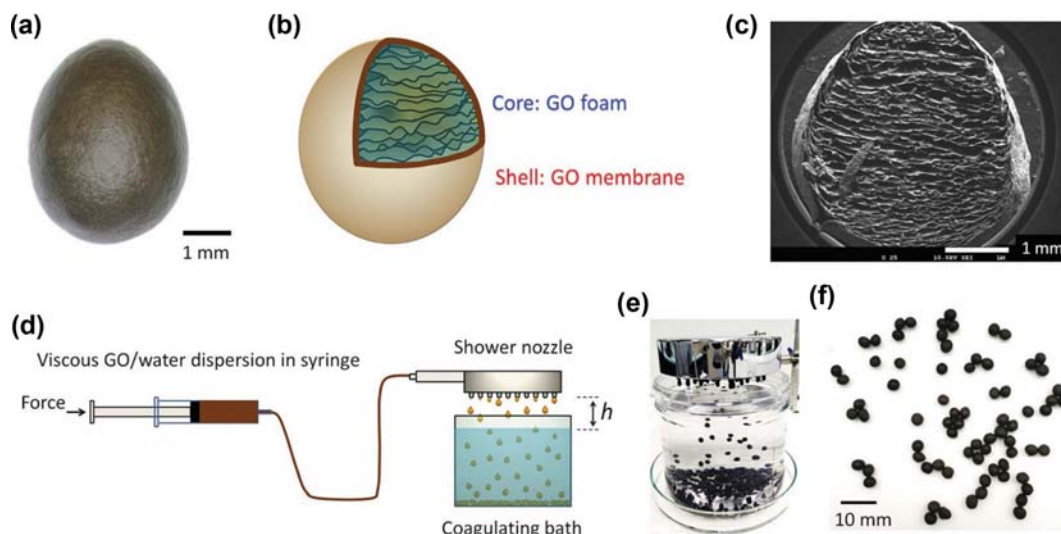 (a)
1 mm
(b)
Core: GO foam
Shell: GO membrane
(c)
1 mm
(d)
Viscous GO/water dispersion in syringe
Force
Shower nozzle
h
Coagulating bath
(e)
(f)
10 mm